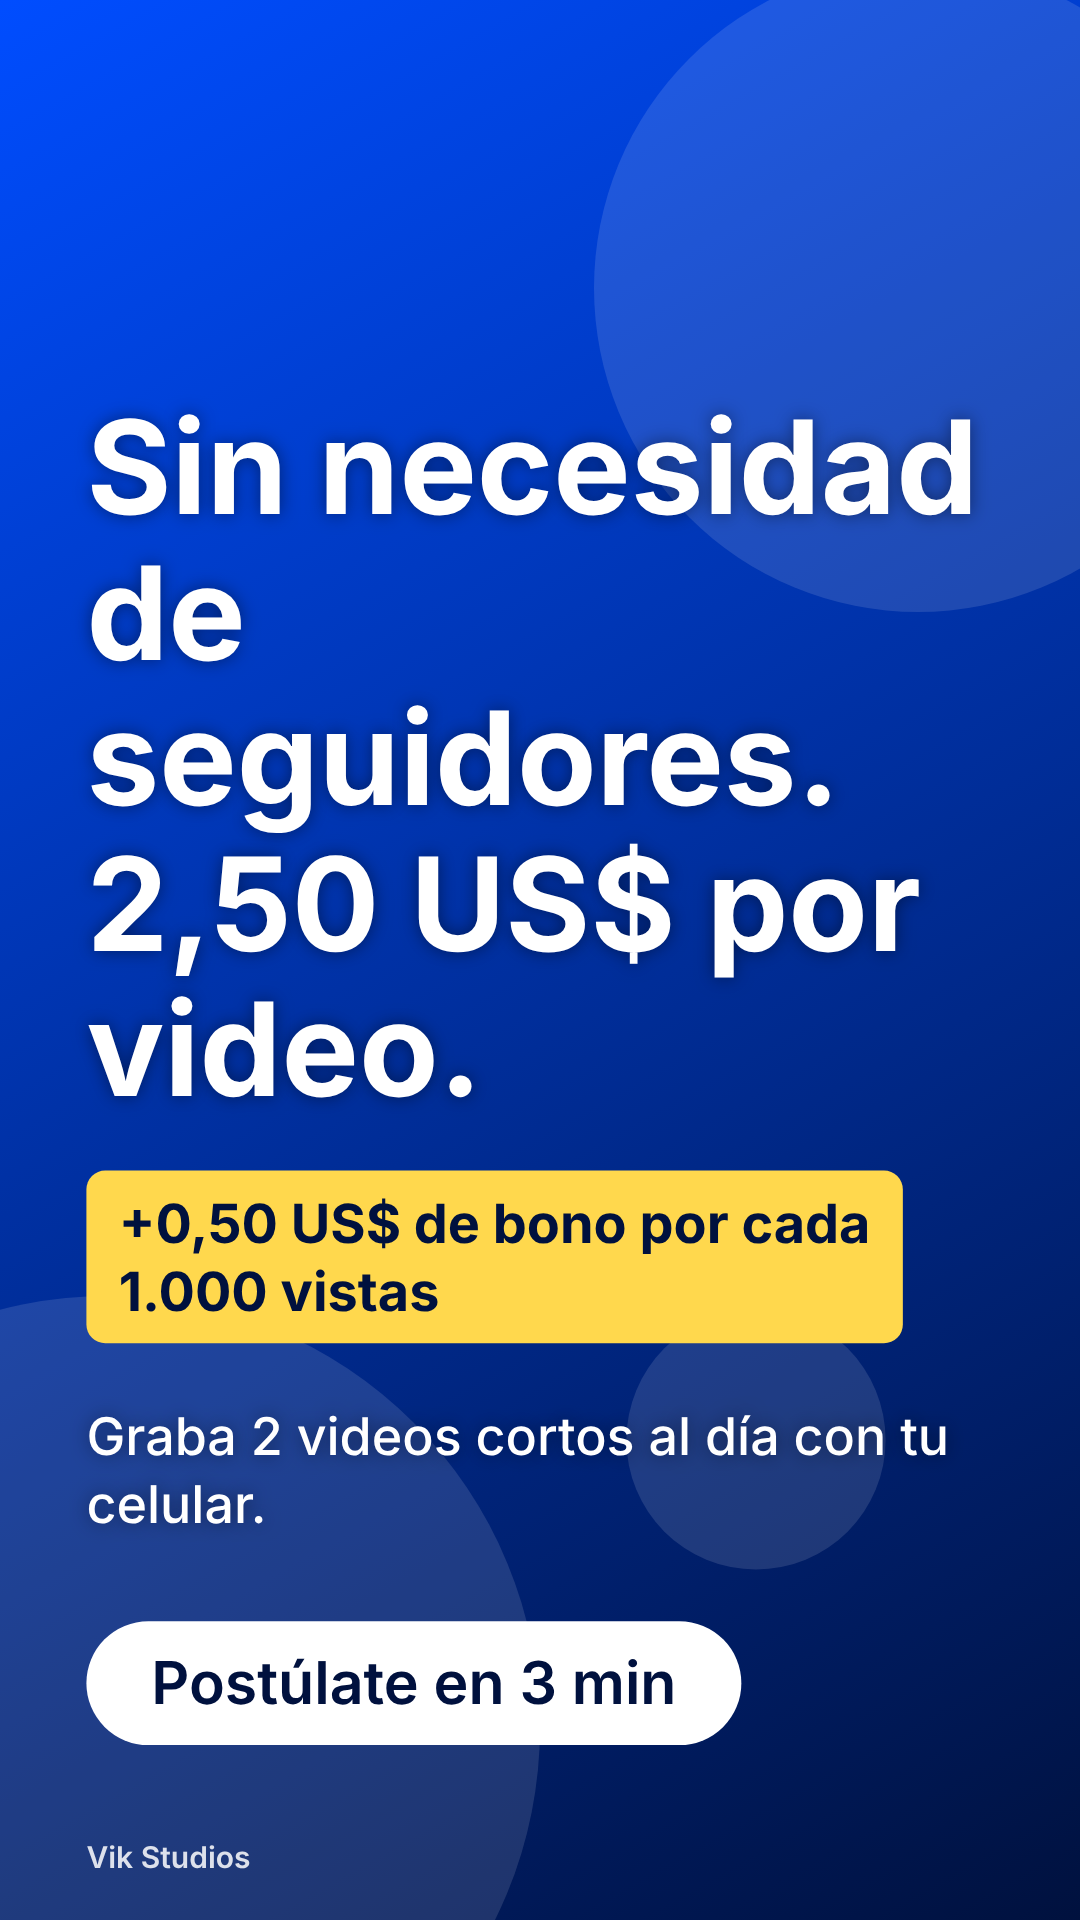 Sin necesidad
de
seguidores.
2,50 US$ por
video.
+0,50 US$ de bono por cada
1.000 vistas
Graba 2 videos cortos al día con tu
celular.
Postúlate en 3 min
Vik Studios